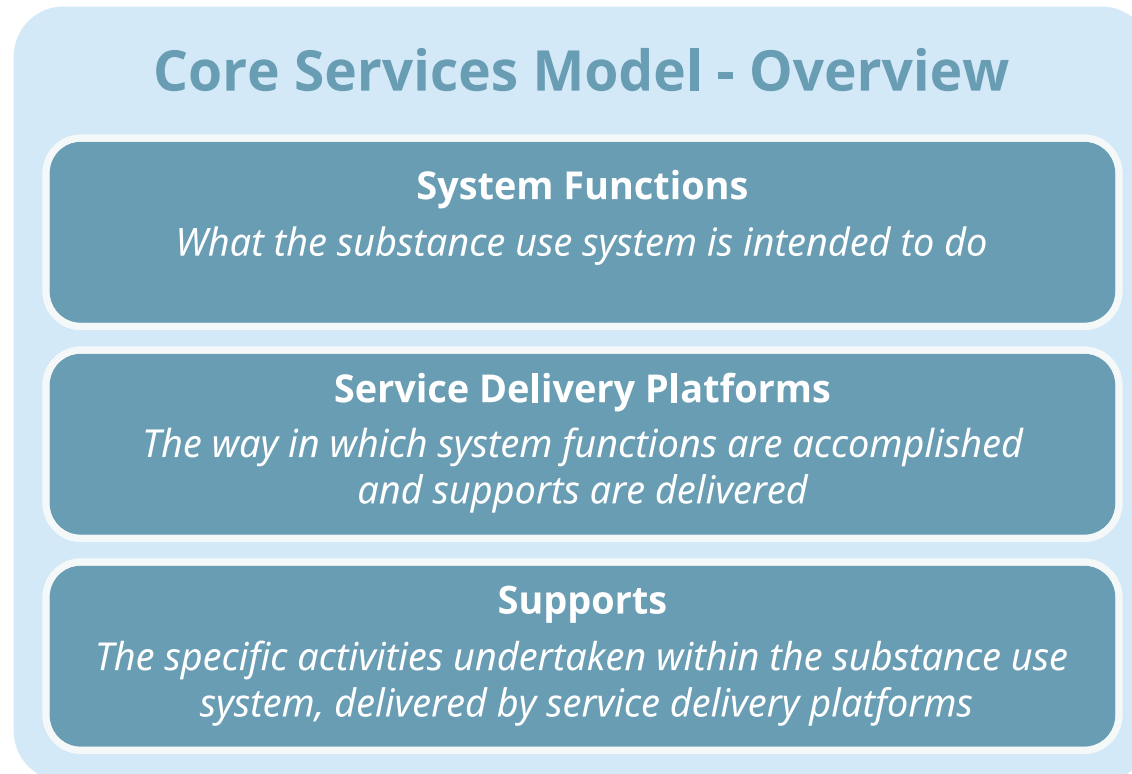 Core Services Model - Overview
System Functions
What the substance use system is intended to do
Service Delivery Platforms
The way in which system functions are accomplished
and supports are delivered
Supports
The specific activities undertaken within the substance use
system, delivered by service delivery platforms